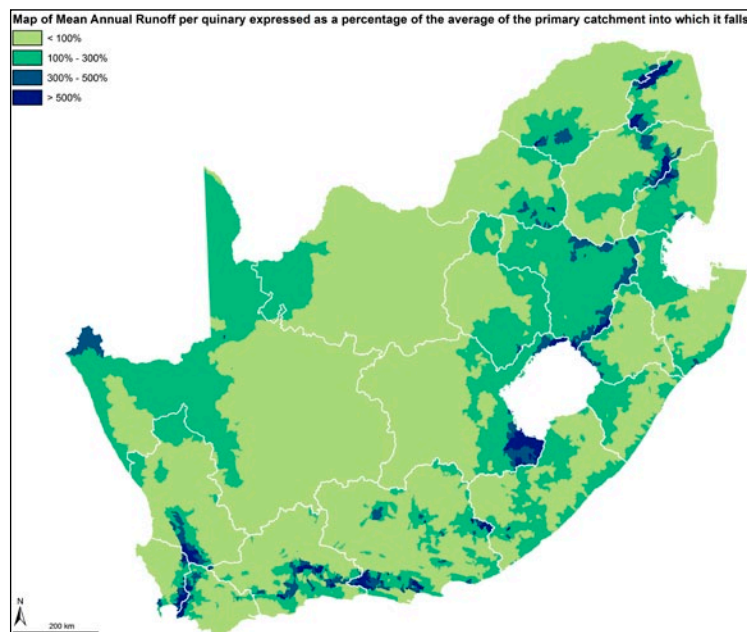 Map of Mean Annual Runoff per quinary expressed as a percentage of the average of the primary catchment into which it falls
< 100%
100% - 300%
300% - 500%
> 500%
N
200 km